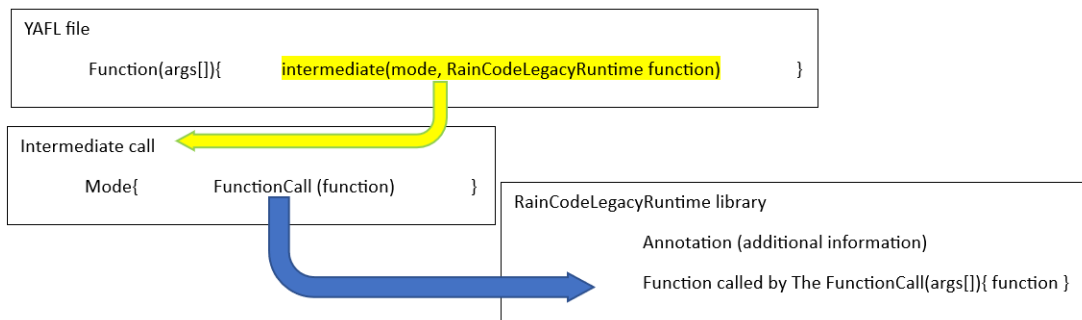 YAFL file
Function(args[]){ intermediate(mode, RainCodeLegacyRuntime function) }
Intermediate call
Mode{ FunctionCall (function) }
RainCodeLegacyRuntime library
Annotation (additional information)
Function called by The FunctionCall(args[]){ function }